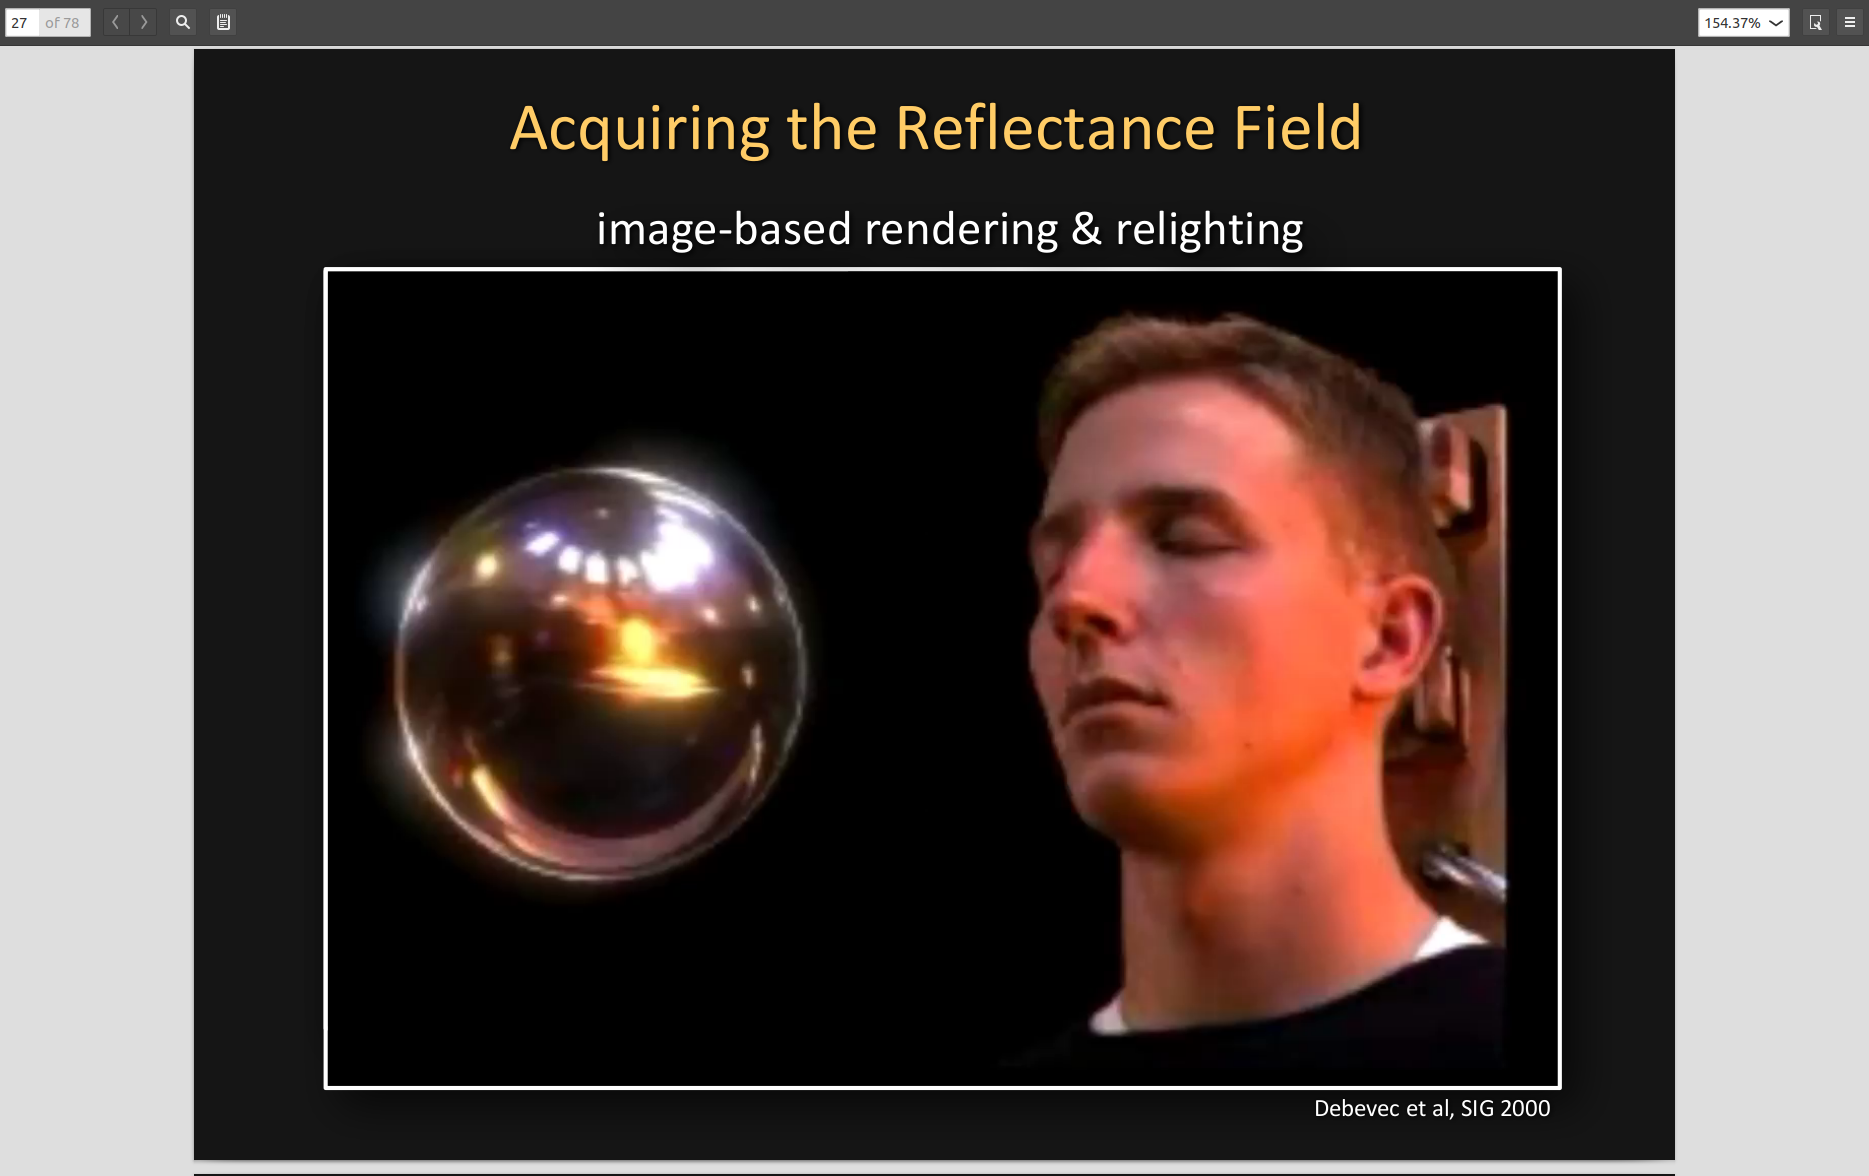 27 of 78
154.37%
Acquiring the Reflectance Field
image-based rendering & relighting
Debevec et al, SIG 2000